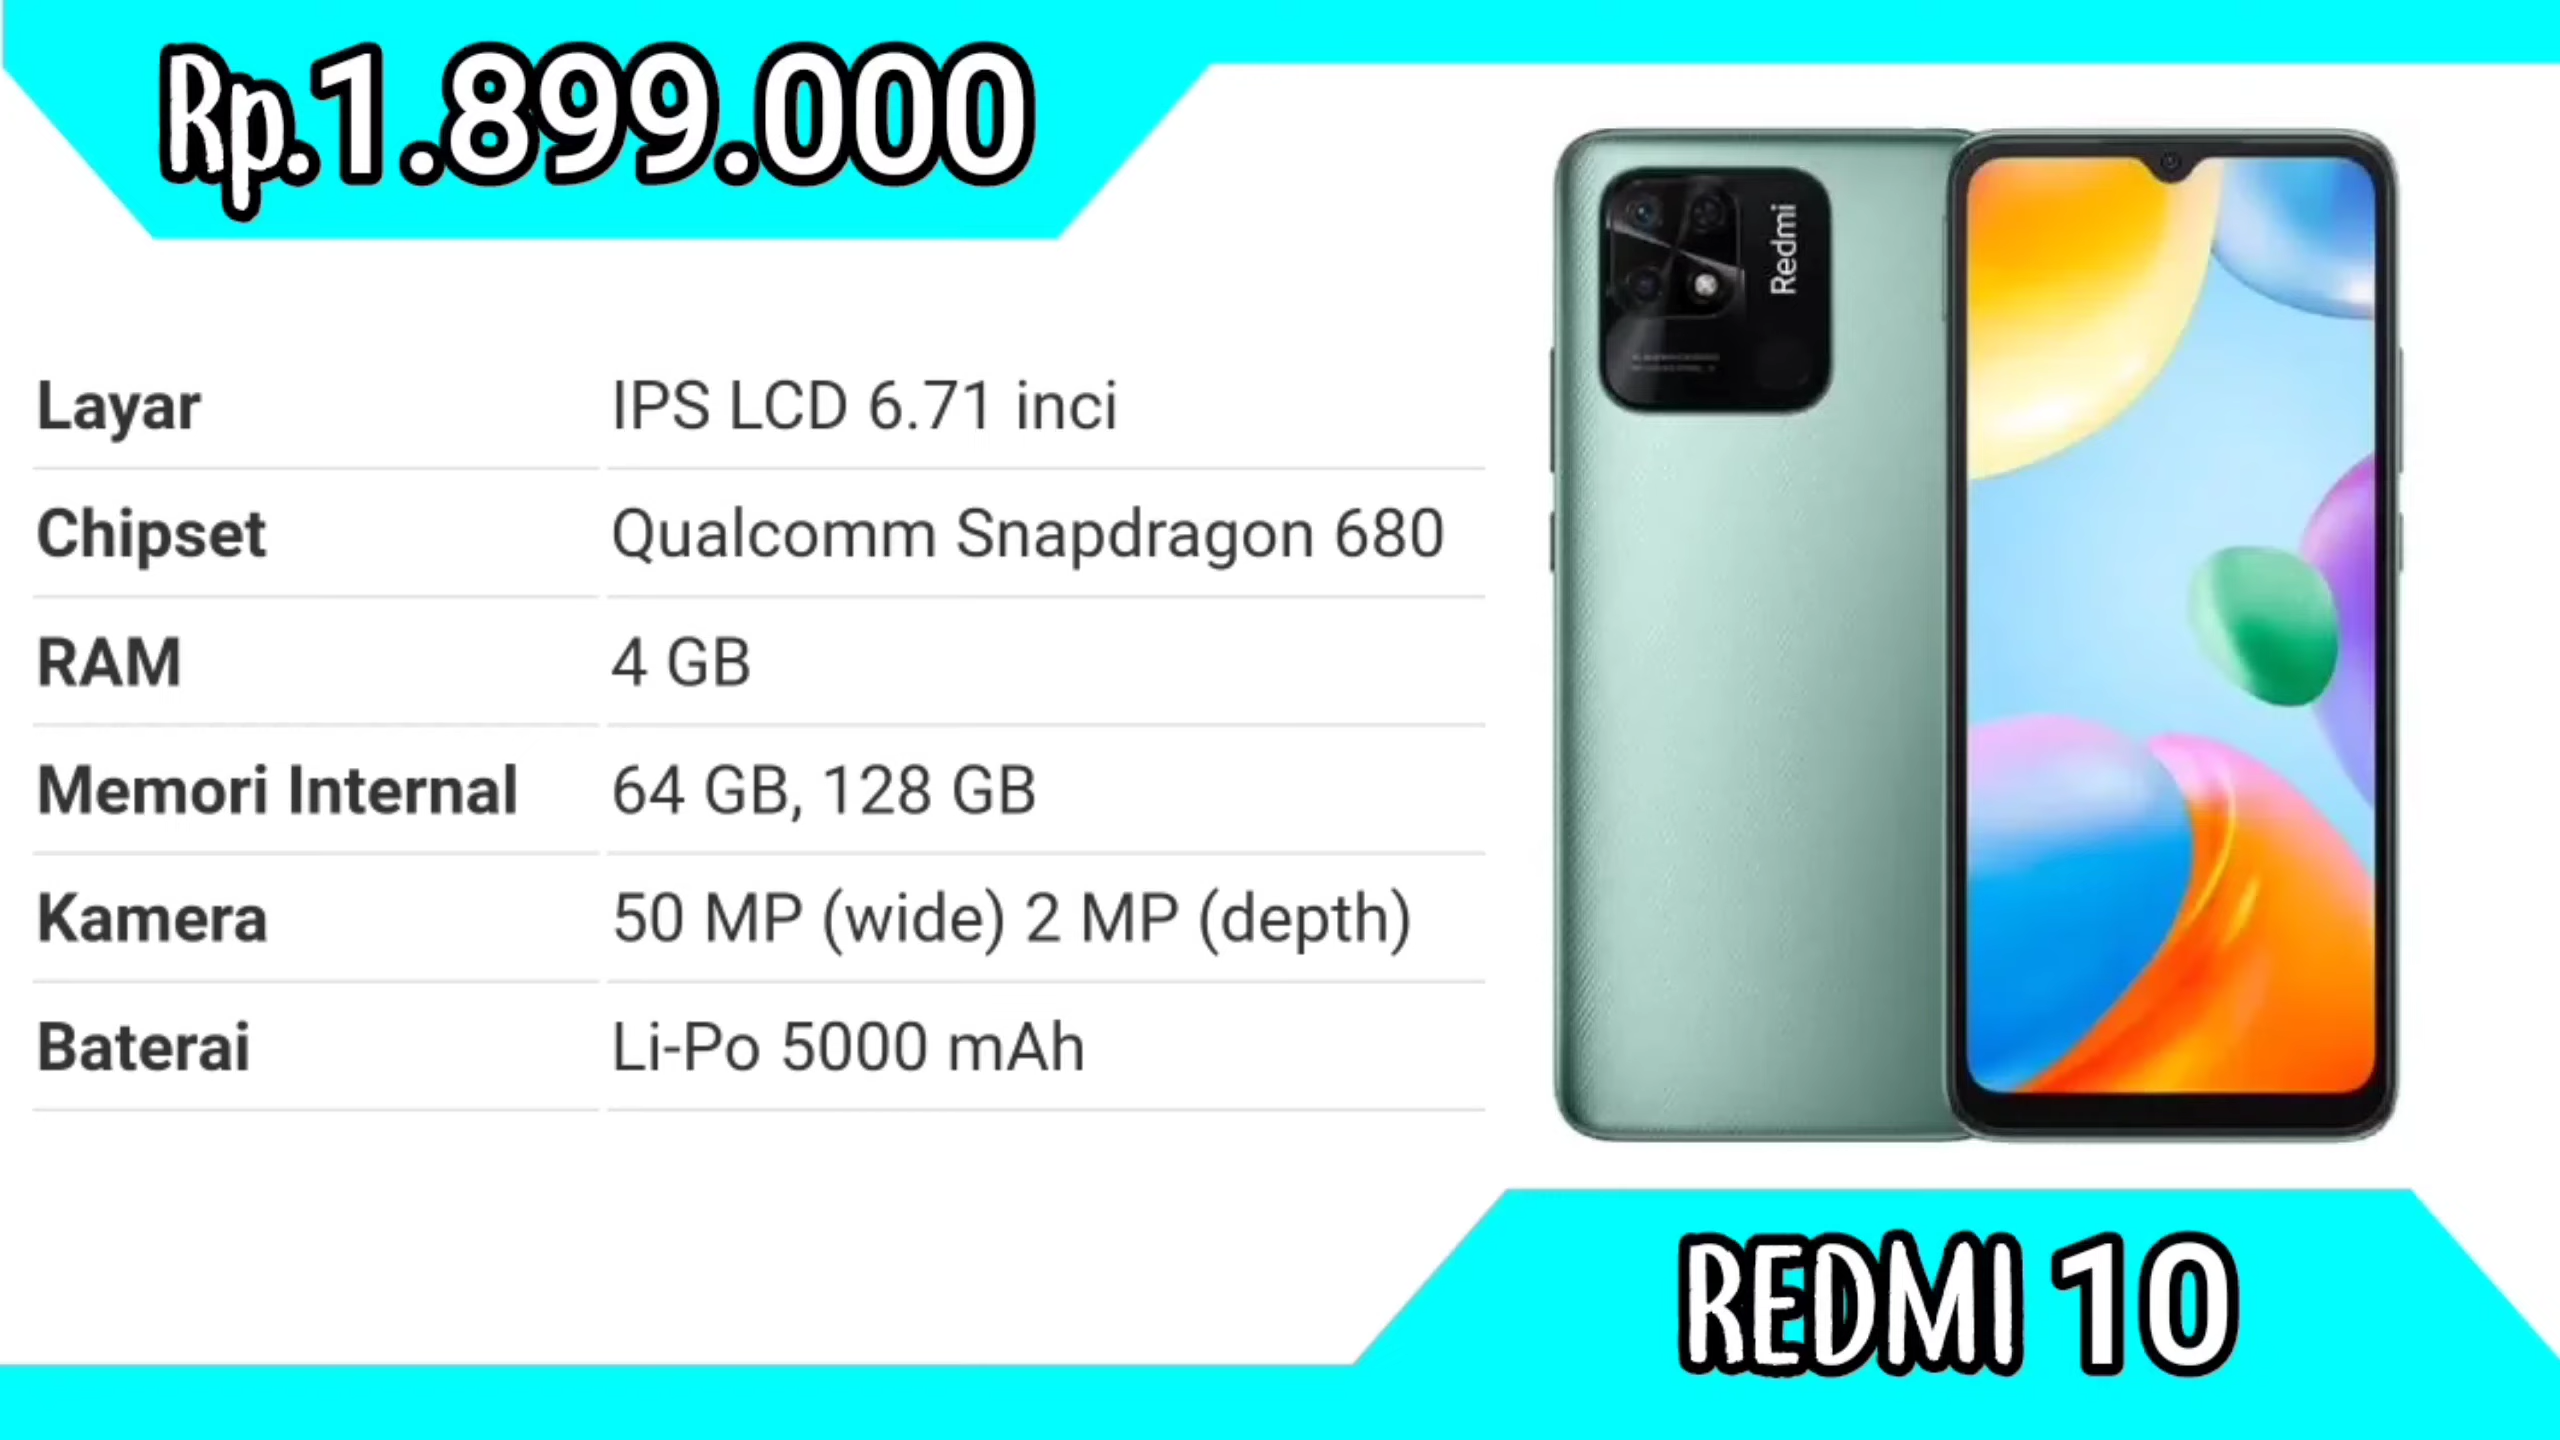 Rp.1.899.000
Redmi
Layar IPS LCD 6.71 inci
Chipset Qualcomm Snapdragon 680
RAM 4 GB
Memori Internal 64 GB, 128 GB
Kamera 50 MP (wide) 2 MP (depth)
Baterai Li-Po 5000 mAh
REDMI 10